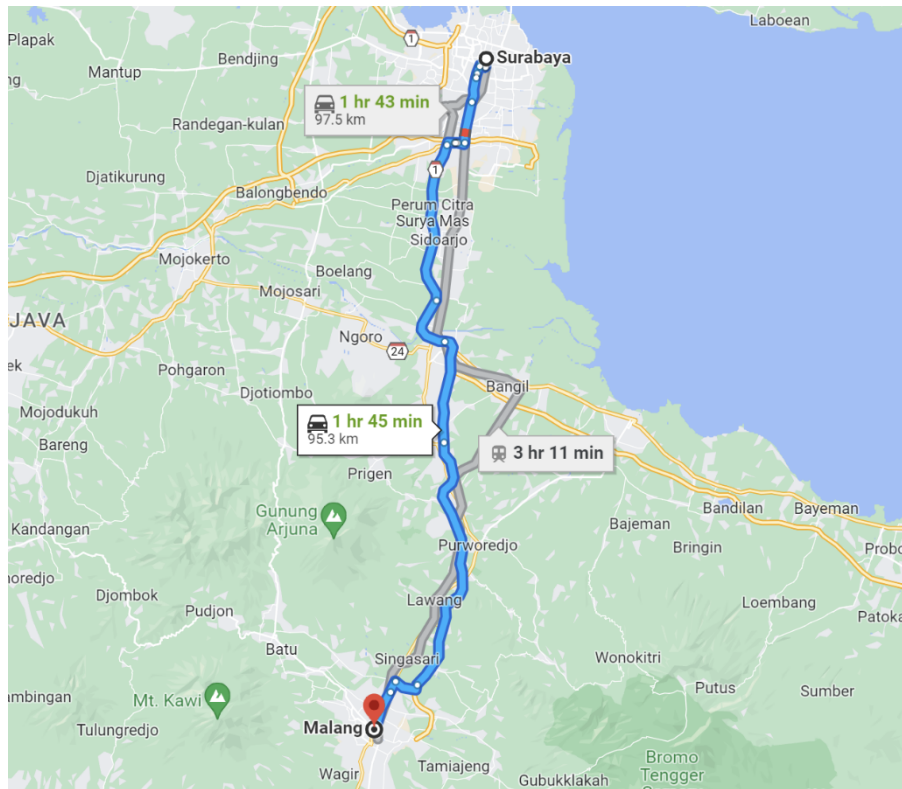 Laboean
Plapak
1
Bendjing
Surabaya
Mantup
ng
1 hr 43 min
97.5 km
Randegan-kulan
1
Djatikurung
Balongbendo
Perum Citra
Surya Mas
Sidoarjo
Mojokerto
Boelang
Mojosari
JAVA
Ngoro
24
ek
Phogaron
Bangil
Djotiombo
Mojodukuh
1 hr 45 min
95.3 km
Bareng
3 hr 11 min
Prigen
Gunung
Arjuna
Bandilan
Bayeman
Kandangan
Bajeman
Purworedjo
Bringin
Probo
noredjo
Djombok
Lawang
Loembang
Pudjon
Patoka
Batu
Singasari
Wonokitri
ambingan
Mt. Kawi
Putus
Sumber
Malang
Tulungredjo
Bromo
Tengger
Tamiajeng
Wagir
Gubukklakah